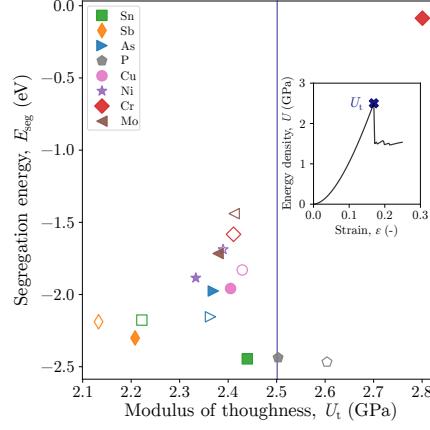 Sn
Sb
As
P
Cu
Ni
Cr
Mo
0.0
−0.5
−1.0
−1.5
−2.0
−2.5
Segregation energy, E_seg (eV)
2.1 2.2 2.3 2.4 2.5 2.6 2.7 2.8
Modulus of thoughness, U_t (GPa)
U_t
3
2
1
0
Energy density, U (GPa)
0.0 0.1 0.2 0.3
Strain, ε (-)